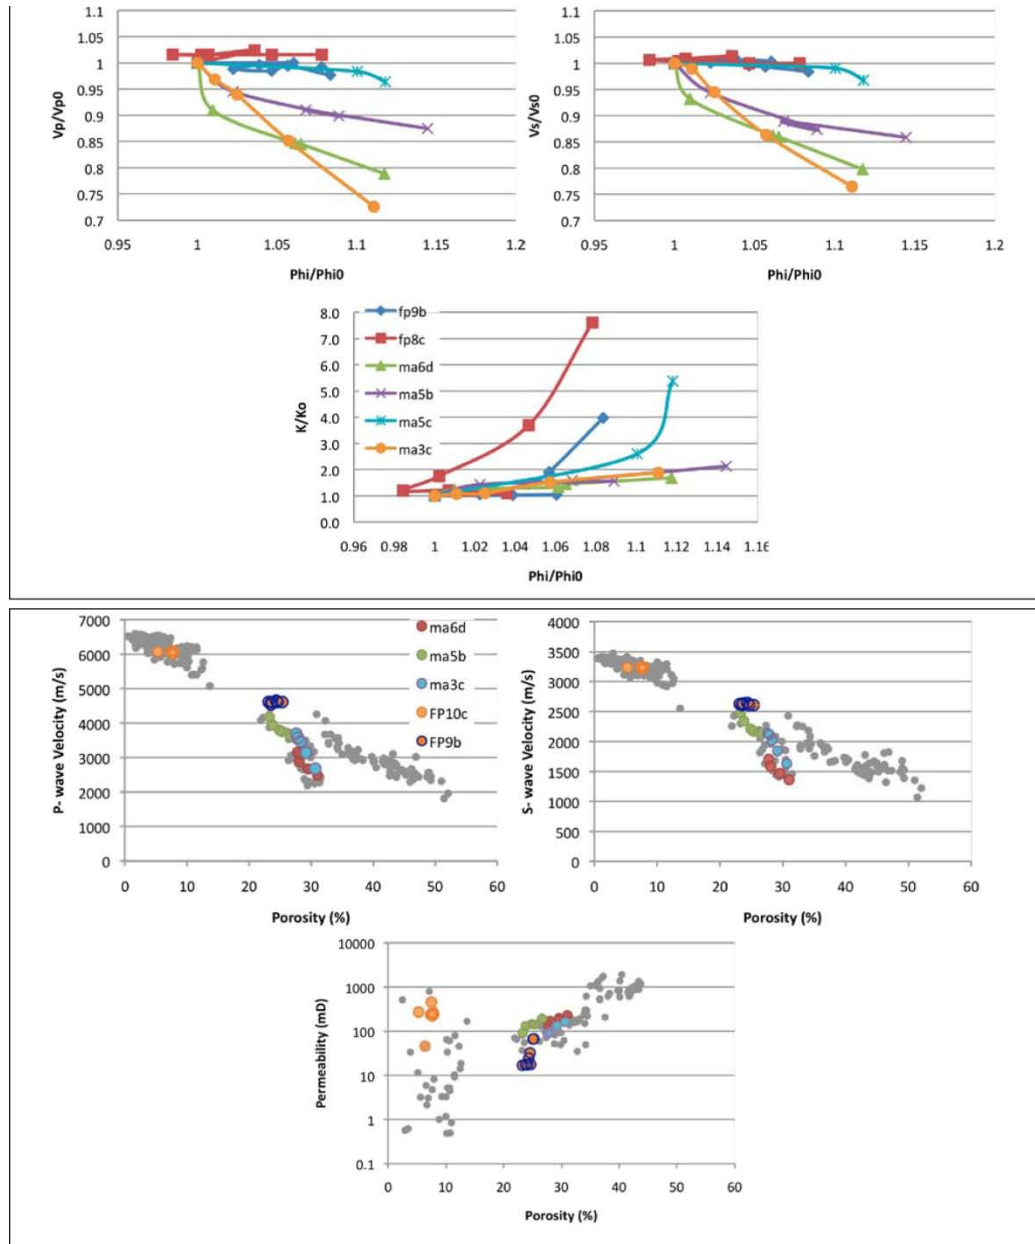 1.1
1.05
1
0.95
0.9
0.85
0.8
0.75
0.7
Vp/Vp0
0.95 1 1.05 1.1 1.15 1.2
Phi/Phi0
1.1
1.05
1
0.95
0.9
0.85
0.8
0.75
0.7
Vs/Vs0
0.95 1 1.05 1.1 1.15 1.2
Phi/Phi0
8.0
7.0
6.0
5.0
4.0
3.0
2.0
1.0
0.0
K/Ko
fp9b
fp8c
ma6d
ma5b
ma5c
ma3c
0.96 0.98 1 1.02 1.04 1.06 1.08 1.1 1.12 1.14 1.16
Phi/Phi0
7000
6000
5000
4000
3000
2000
1000
0
P- wave Velocity (m/s)
ma6d
ma5b
ma3c
FP10c
FP9b
0 10 20 30 40 50 60
Porosity (%)
4000
3500
3000
2500
2000
1500
1000
500
0
S- wave Velocity (m/s)
0 10 20 30 40 50 60
Porosity (%)
10000
1000
100
10
1
0.1
Permeability (mD)
0 10 20 30 40 50 60
Porosity (%)